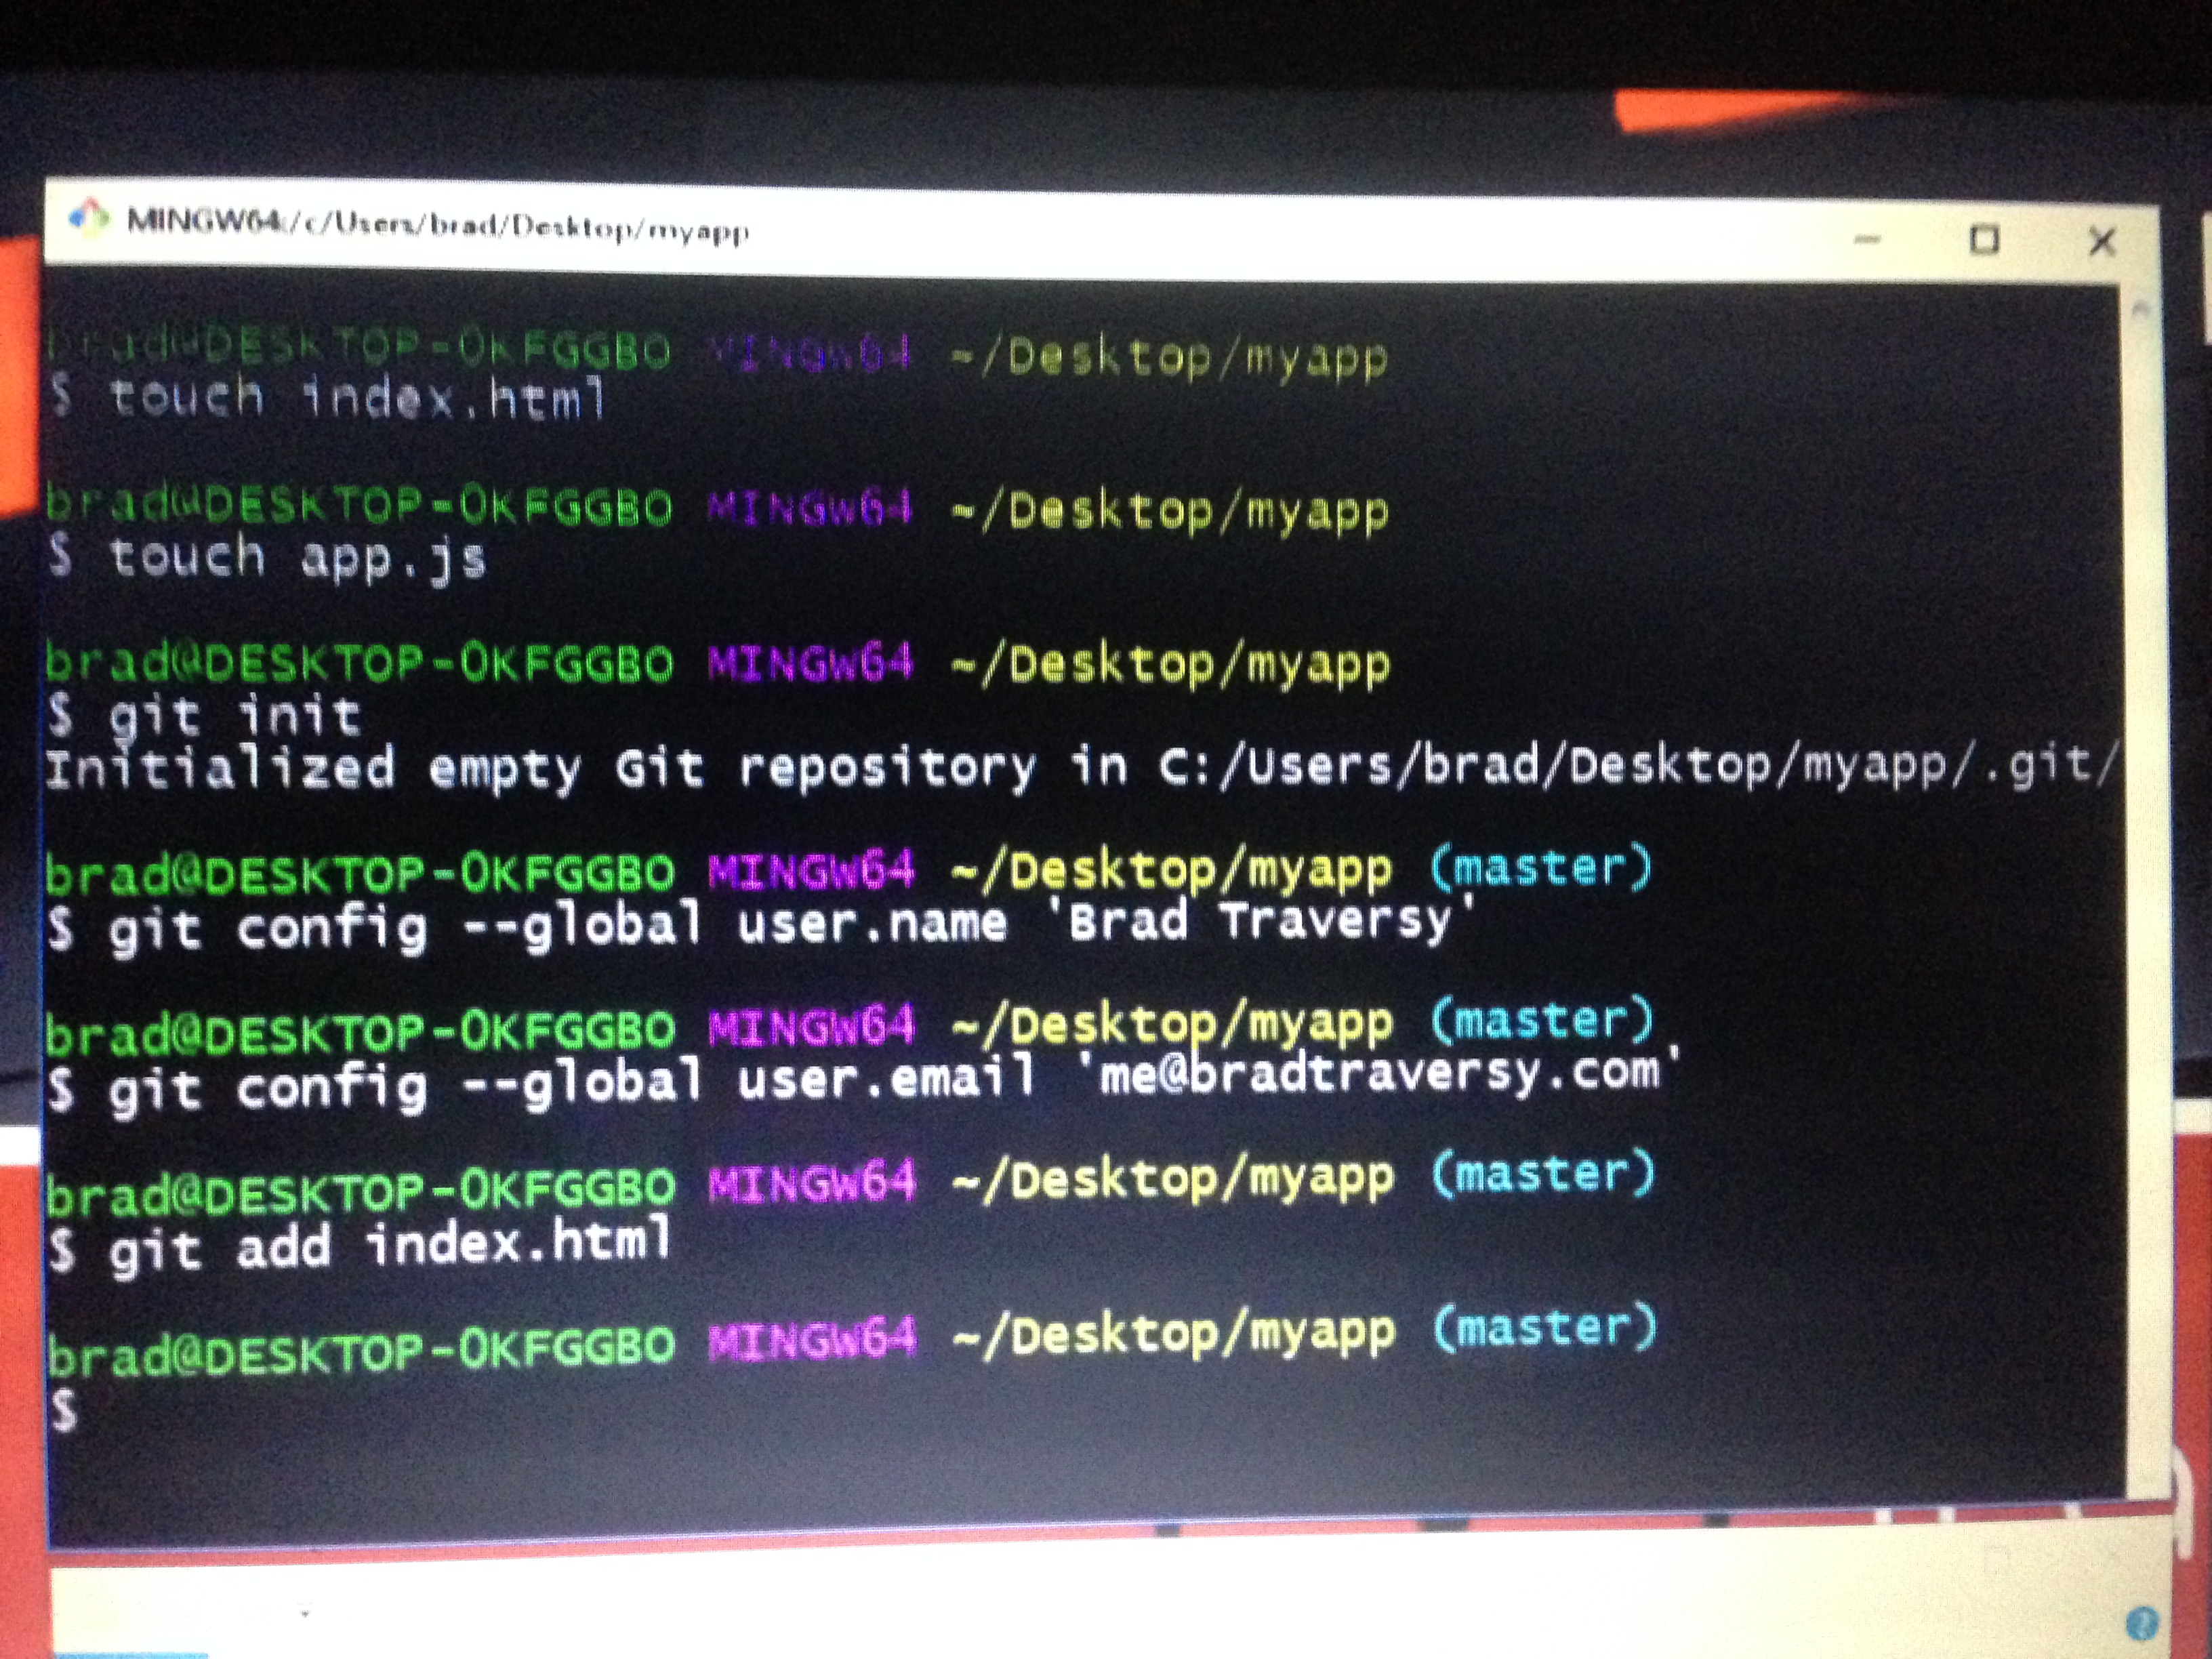 MINGW64:/c/Users/brad/Desktop/myapp
brad@DESKTOP-0KFGGBO MINGW64 ~/Desktop/myapp
$ touch index.html
brad@DESKTOP-0KFGGBO MINGW64 ~/Desktop/myapp
$ touch app.js
brad@DESKTOP-0KFGGBO MINGW64 ~/Desktop/myapp
$ git init
Initialized empty Git repository in C:/Users/brad/Desktop/myapp/.git/
brad@DESKTOP-0KFGGBO MINGW64 ~/Desktop/myapp (master)
$ git config --global user.name 'Brad Traversy'
brad@DESKTOP-0KFGGBO MINGW64 ~/Desktop/myapp (master)
$ git config --global user.email 'me@bradtraversy.com'
brad@DESKTOP-0KFGGBO MINGW64 ~/Desktop/myapp (master)
$ git add index.html
brad@DESKTOP-0KFGGBO MINGW64 ~/Desktop/myapp (master)
$